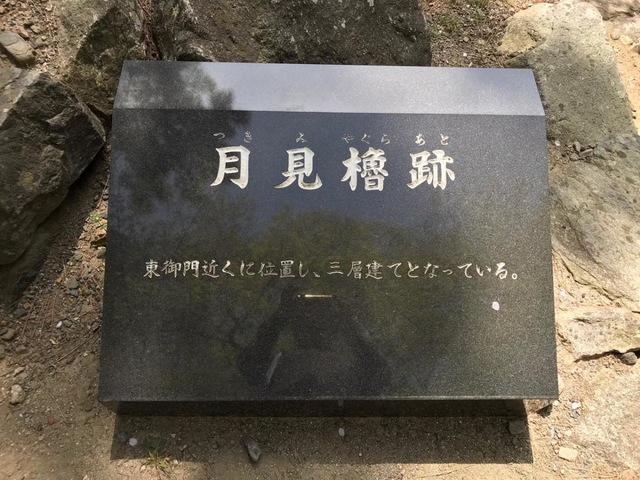 つきみやぐらあと
月見櫓跡
東御門近くに位置し、三層建てとなっている。